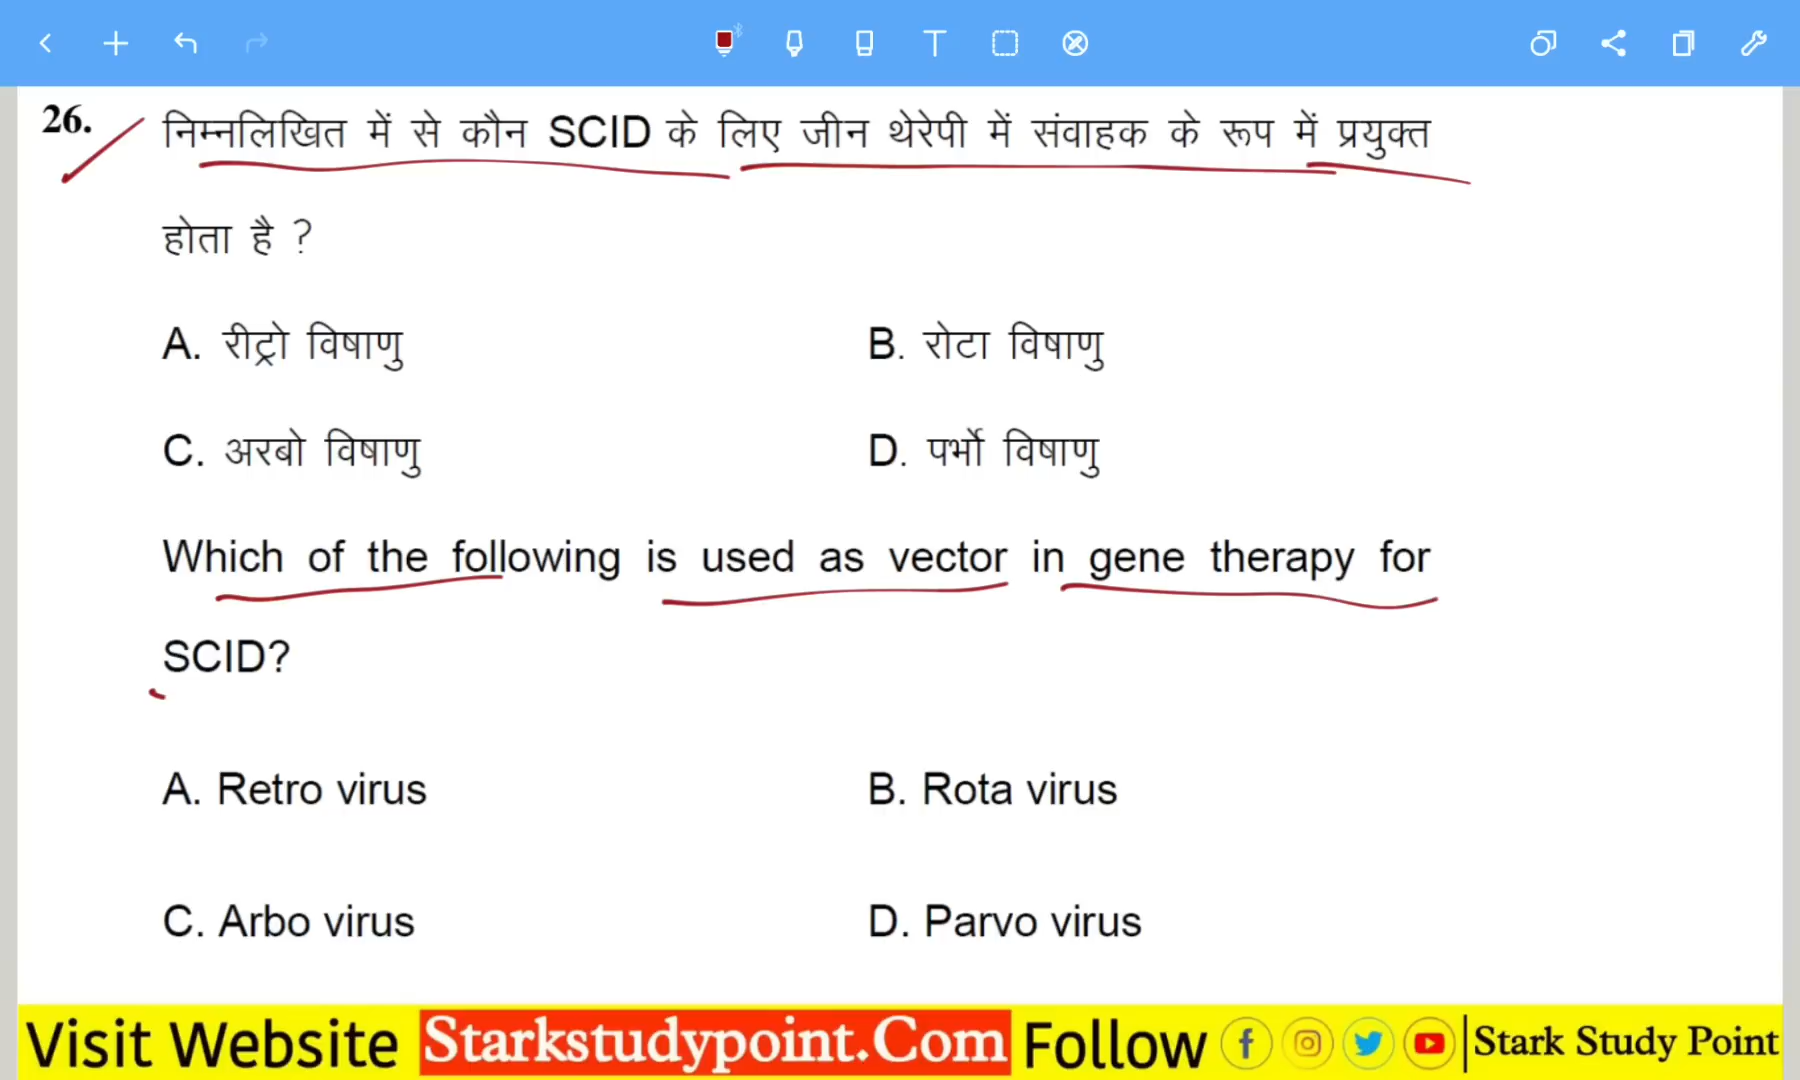 26. निम्नलिखित में से कौन SCID के लिए जीन थेरेपी में संवाहक के रूप में प्रयुक्त
होता है ?
A. रीट्रो विषाणु B. रोटा विषाणु
C. अरबो विषाणु D. पर्भो विषाणु
Which of the following is used as vector in gene therapy for
SCID?
A. Retro virus B. Rota virus
C. Arbo virus D. Parvo virus
Visit Website Starkstudypoint.Com Follow Stark Study Point